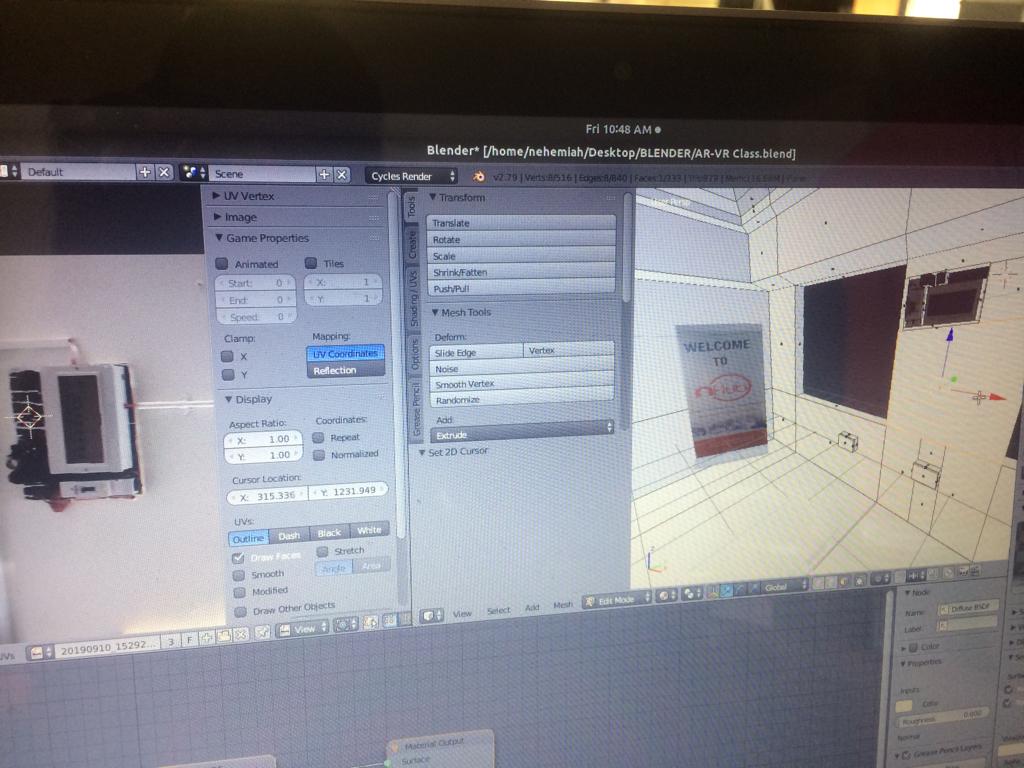 Fri 10:48 AM
Blender* [/home/nehemiah/Desktop/BLENDER/AR-VR Class.blend]
Default
Scene
Cycles Render
v2.79 | Verts:8/516 | Edges:8/840 | Faces:1/333
UV Vertex
Image
Game Properties
Animated
Tiles
Start: 0
X: 1
End: 0
Y: 1
Speed: 0
Clamp:
Mapping:
X
UV Coordinates
Y
Reflection
Display
Aspect Ratio:
Coordinates:
X: 1.00
Repeat
Y: 1.00
Normalized
Cursor Location:
X: 315.336
Y: 1231.949
UVs:
Outline
Dash
Black
White
Draw Faces
Stretch
Smooth
Angle
Area
Modified
Draw Other Objects
UVs
20190910 15292...
3
F
View
Tools
Create
Shading / UVs
Options
Grease Pencil
Transform
Translate
Rotate
Scale
Shrink/Fatten
Push/Pull
Mesh Tools
Deform:
Slide Edge
Vertex
Noise
Smooth Vertex
Randomize
Add:
Extrude
Set 2D Cursor
User Persp
WELCOME
TO
View
Select
Add
Mesh
Edit Mode
Global
Node
Name:
Diffuse BSDF
Label:
Color
Properties
Inputs:
Color
Roughness: 0.000
Normal
Grease Pencil Layers
Material Output
Surface